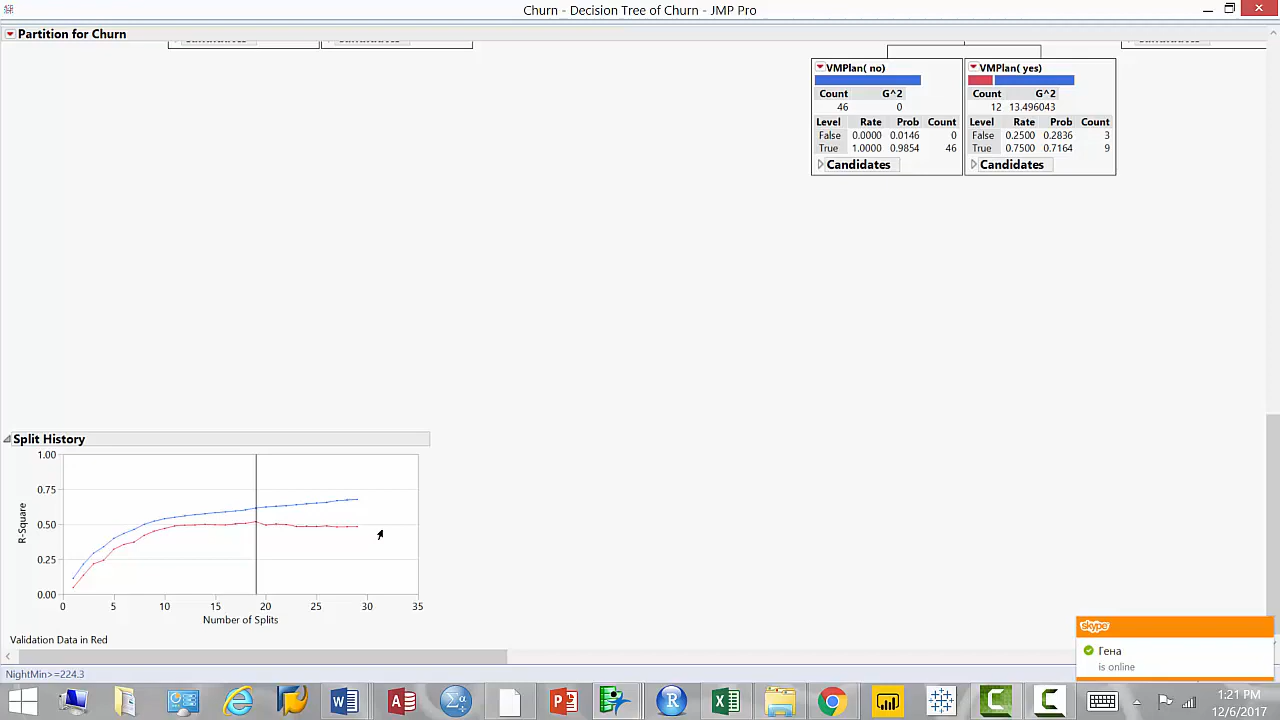 Churn - Decision Tree of Churn - JMP Pro
Partition for Churn
VMPlan( no)
Count G^2
46 0
Level Rate Prob Count
False 0.0000 0.0146 0
True 1.0000 0.9854 46
Candidates
VMPlan( yes)
Count G^2
12 13.496043
Level Rate Prob Count
False 0.2500 0.2836 3
True 0.7500 0.7164 9
Candidates
Split History
1.00
0.75
0.50
0.25
0.00
R-Square
0 5 10 15 20 25 30 35
Number of Splits
Validation Data in Red
skype
Гена
is online
NightMin>=224.3
1:21 PM
12/6/2017